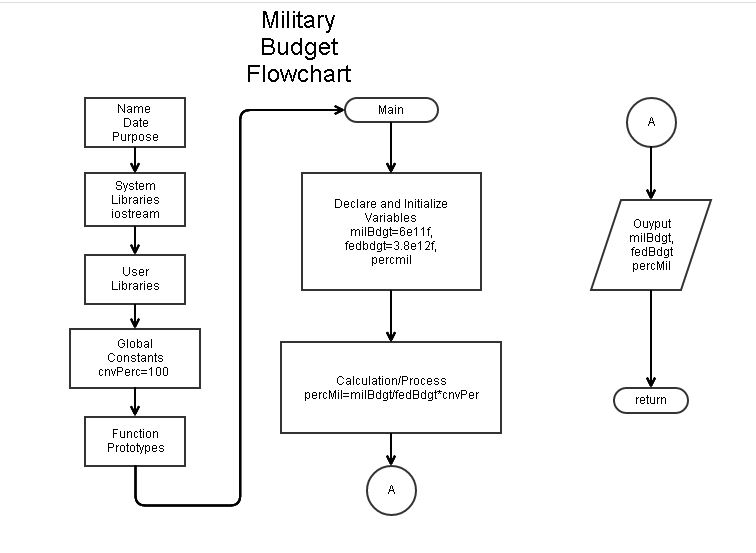 Military
Budget
Flowchart
Name
Date
Purpose
System
Libraries
iostream
User
Libraries
Global
Constants
cnvPerc=100
Function
Prototypes
Main
Declare and Initialize
Variables
milBdgt=6e11f,
fedbdgt=3.8e12f,
percmil
Calculation/Process
percMil=milBdgt/fedBdgt*cnvPer
A
A
Ouyput
milBdgt,
fedBdgt
percMil
return